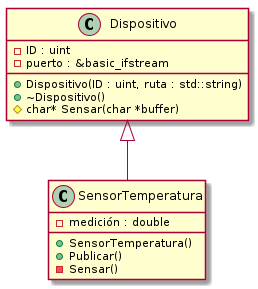 C Dispositivo
ID : uint
puerto : &basic_ifstream
Dispositivo(ID : uint, ruta : std::string)
~Dispositivo()
char* Sensar(char *buffer)
C SensorTemperatura
medición : double
SensorTemperatura()
Publicar()
Sensar()